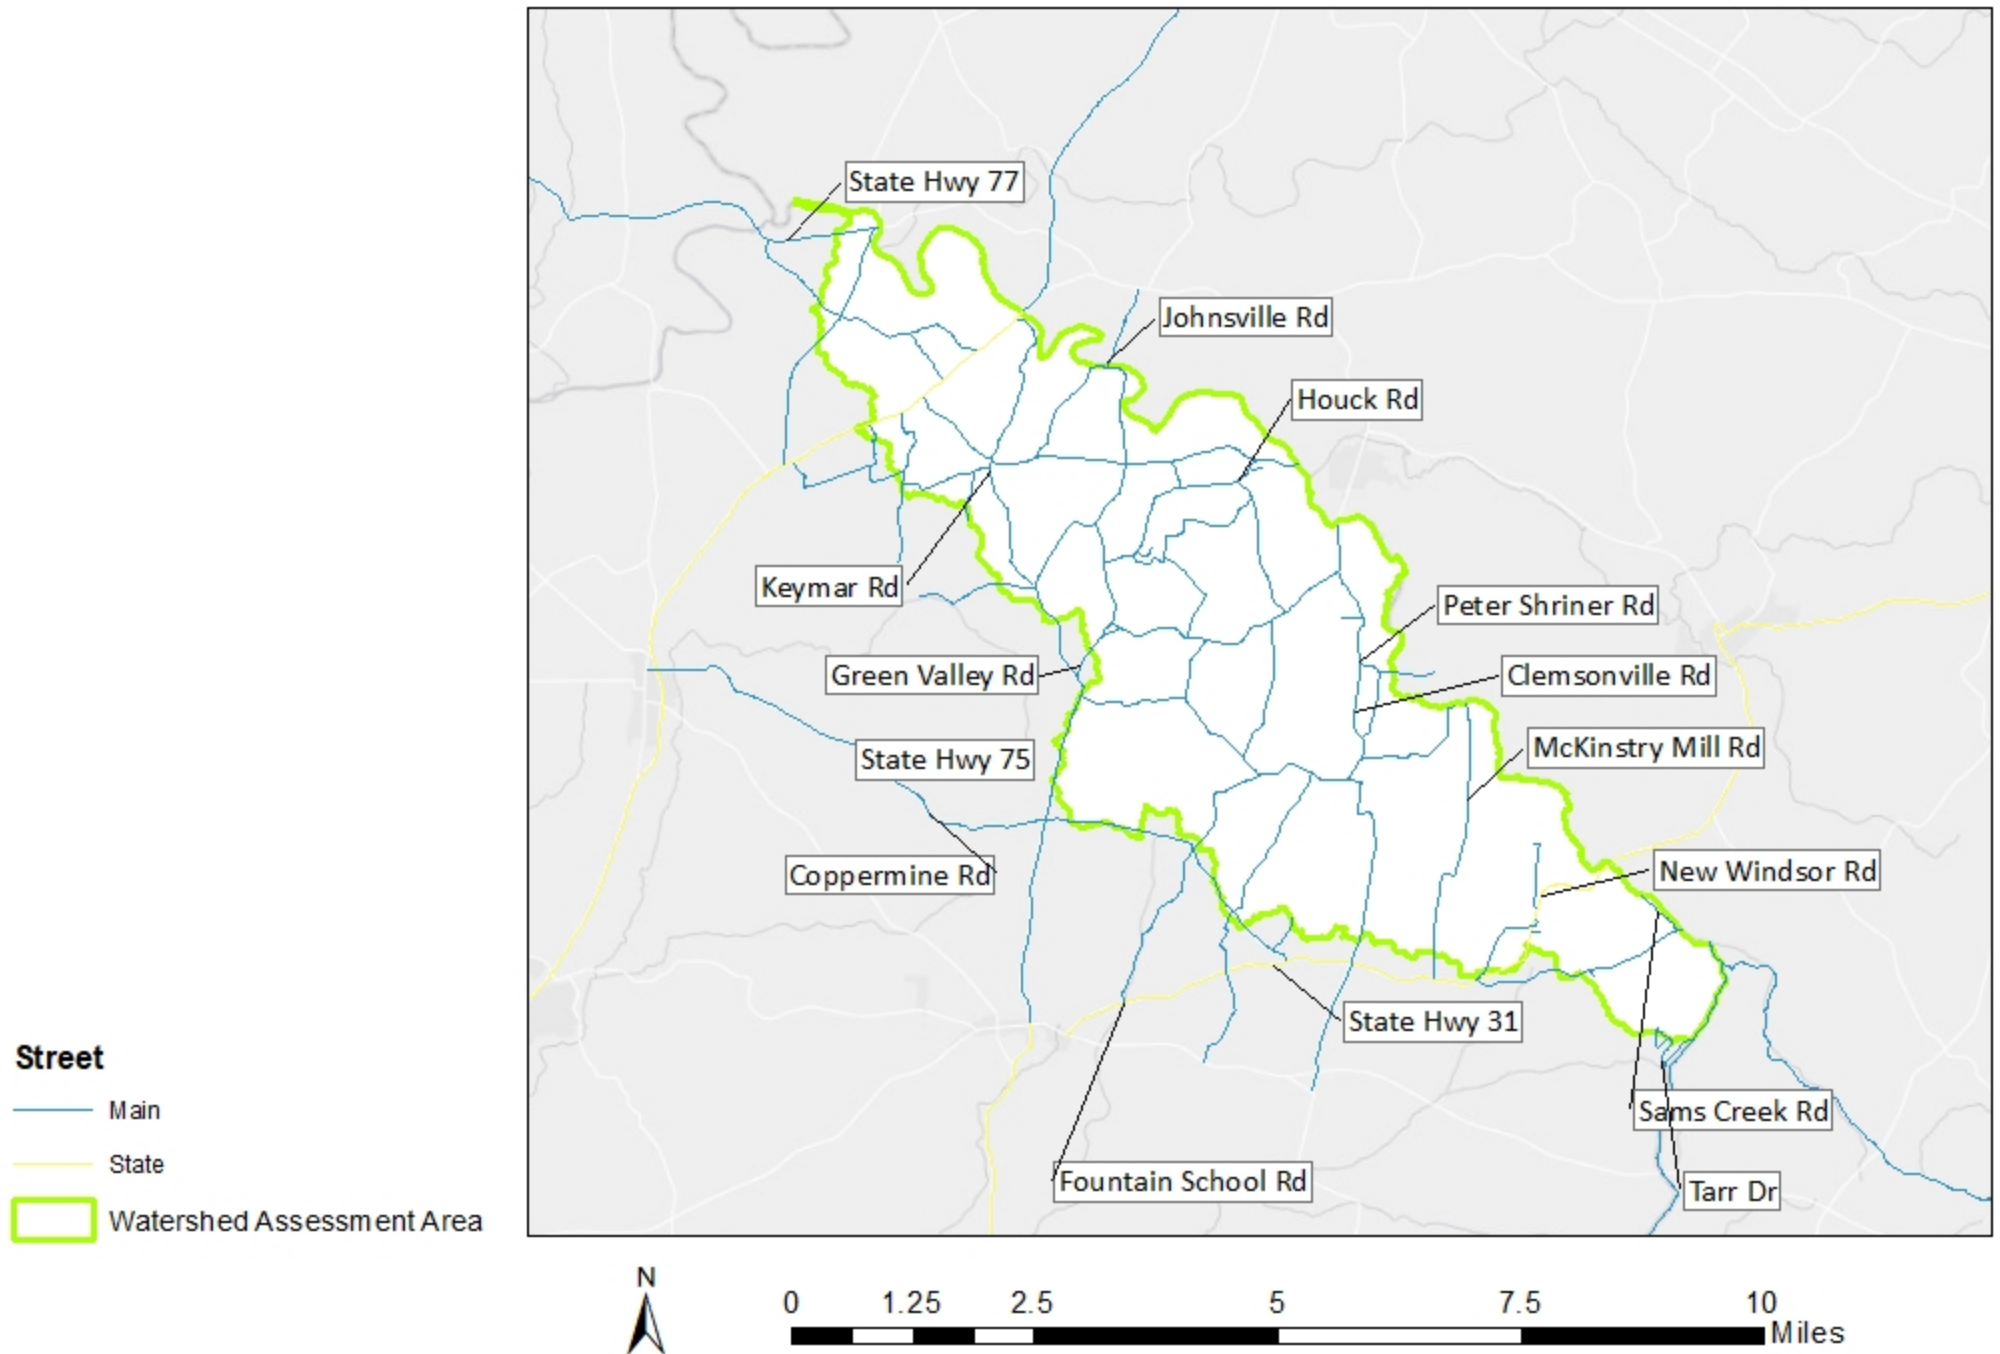 State Hwy 77
Johnsville Rd
Houck Rd
Keymar Rd
Peter Shriner Rd
Green Valley Rd
Clemsonville Rd
State Hwy 75
McKinstry Mill Rd
Coppermine Rd
New Windsor Rd
State Hwy 31
Sams Creek Rd
Fountain School Rd
Tarr Dr
Street
Main
State
Watershed Assessment Area
N
0 1.25 2.5 5 7.5 10
Miles